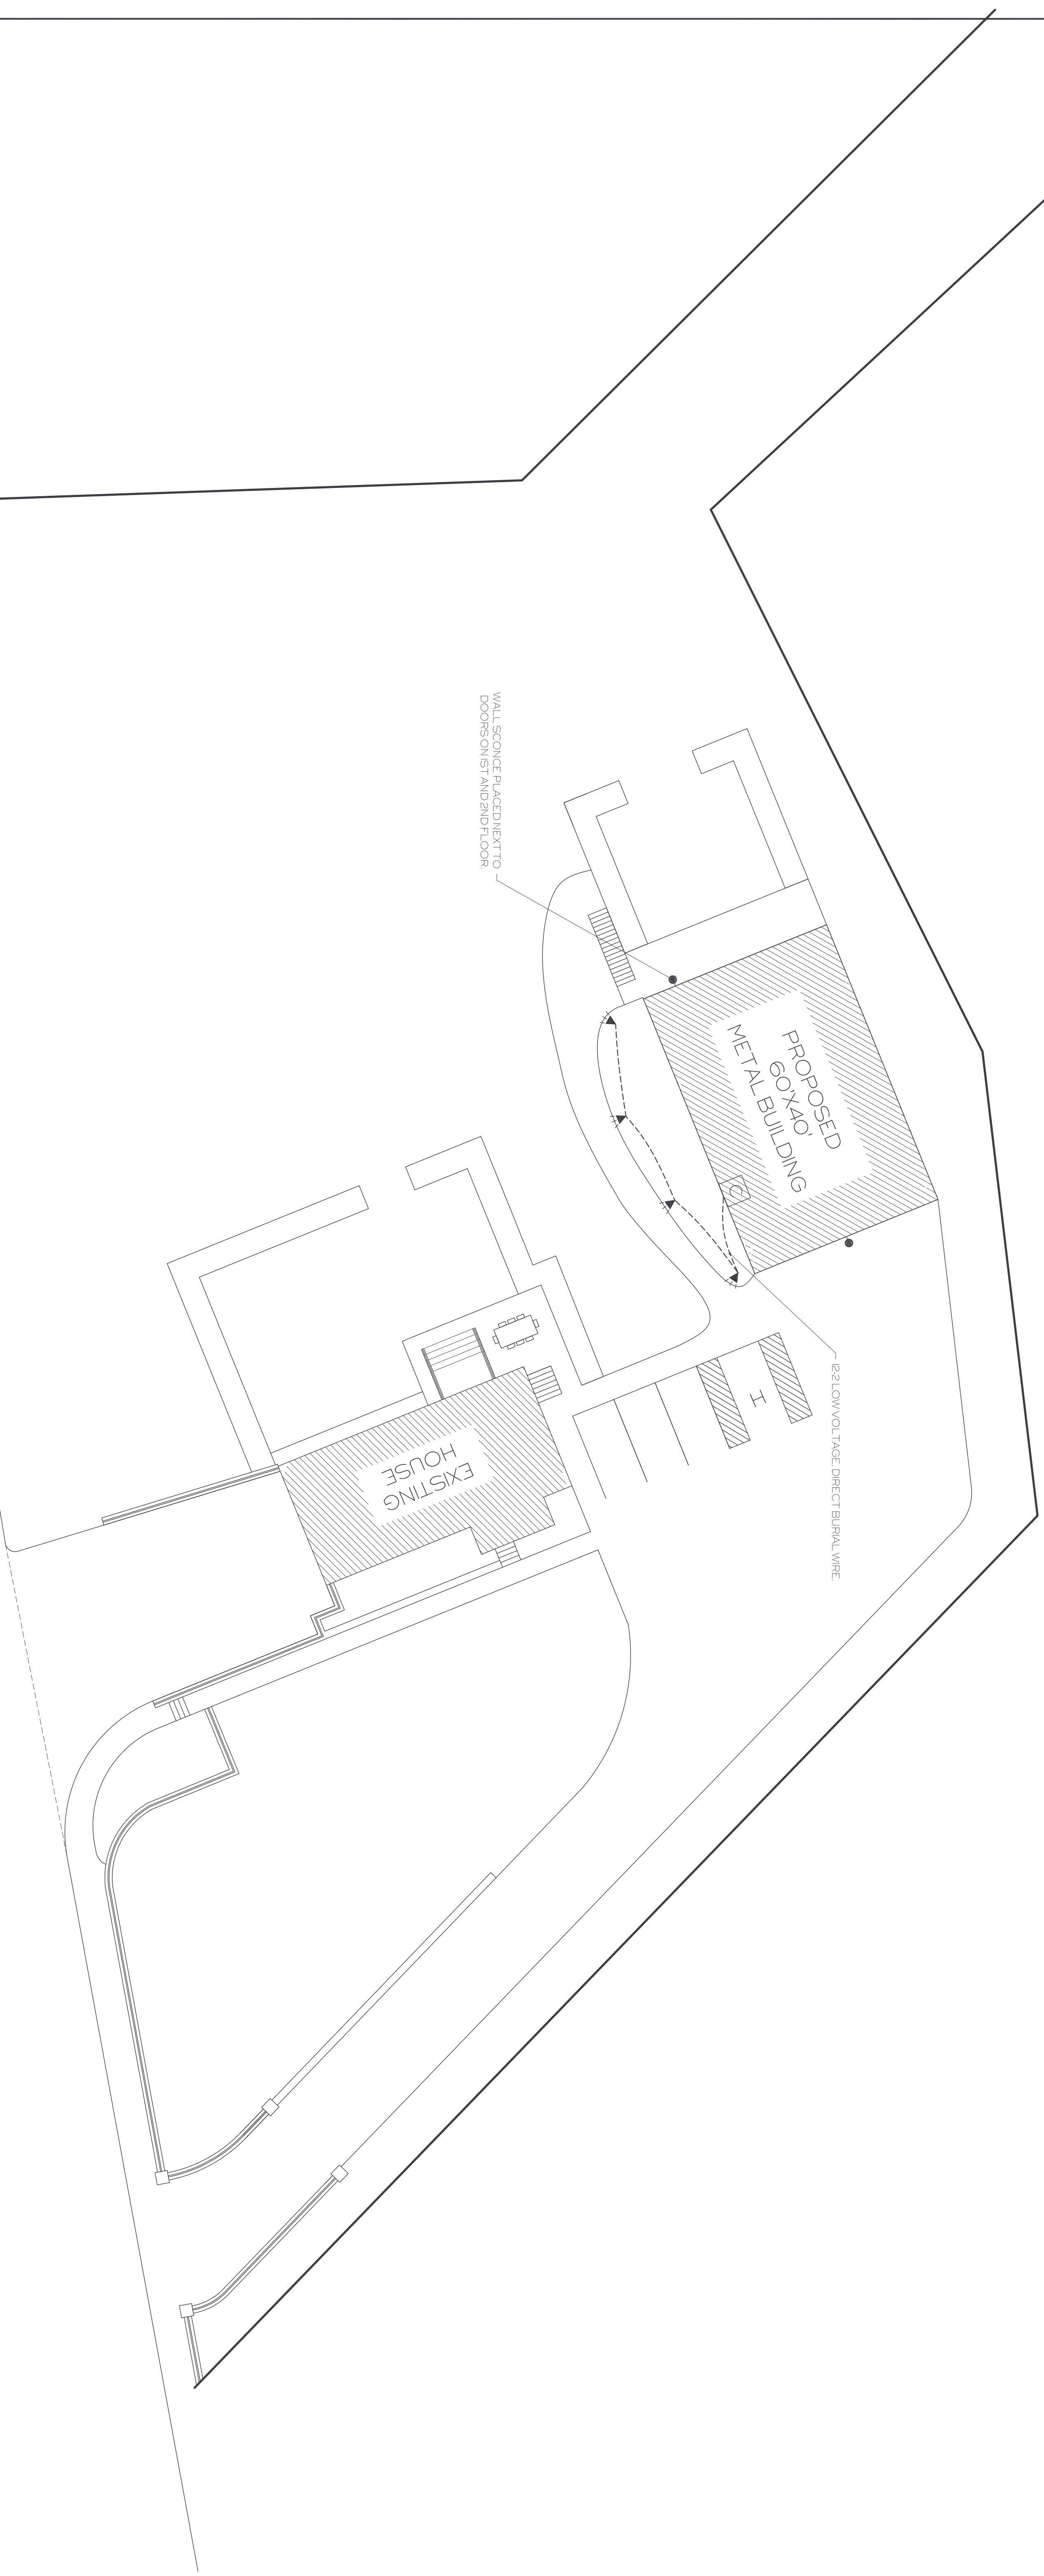 WALL SCONCE PLACED NEXT TO
DOORS ON 1ST AND 2ND FLOOR.
PROPOSED
60'X40'
METAL BUILDING
C
12-2 LOW VOLTAGE, DIRECT BURIAL WIRE.
H
EXISTING
HOUSE